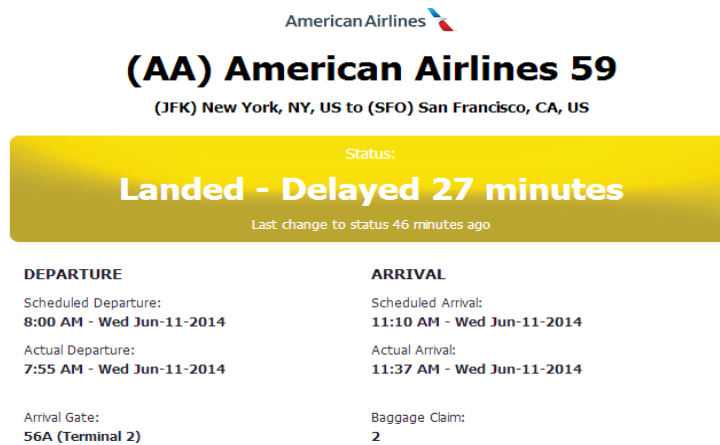 American Airlines
(AA) American Airlines 59
(JFK) New York, NY, US to (SFO) San Francisco, CA, US
Status:
Landed - Delayed 27 minutes
Last change to status 46 minutes ago
DEPARTURE
Scheduled Departure:
8:00 AM - Wed Jun-11-2014
Actual Departure:
7:55 AM - Wed Jun-11-2014
Arrival Gate:
56A (Terminal 2)
ARRIVAL
Scheduled Arrival:
11:10 AM - Wed Jun-11-2014
Actual Arrival:
11:37 AM - Wed Jun-11-2014
Baggage Claim:
2